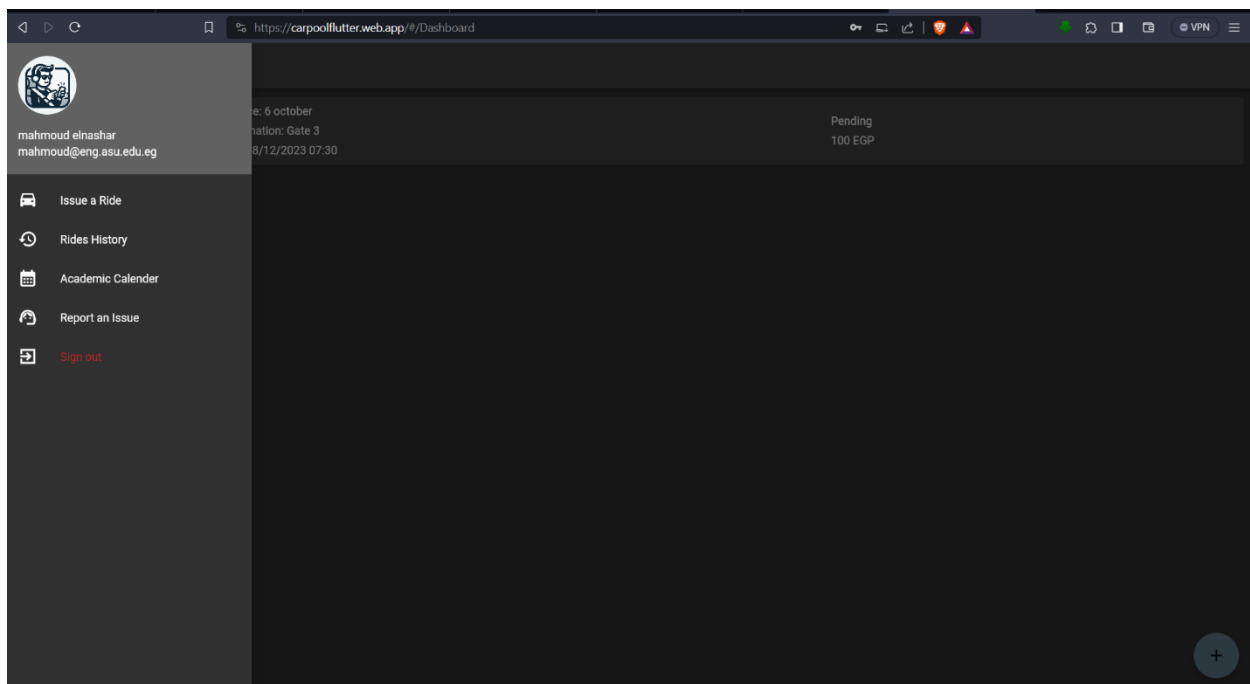 https://carpoolflutter.web.app/#/Dashboard
VPN
mahmoud elnashar
mahmoud@eng.asu.edu.eg
Issue a Ride
Rides History
Academic Calender
Report an Issue
Sign out
e: 6 october
nation: Gate 3
8/12/2023 07:30
Pending
100 EGP